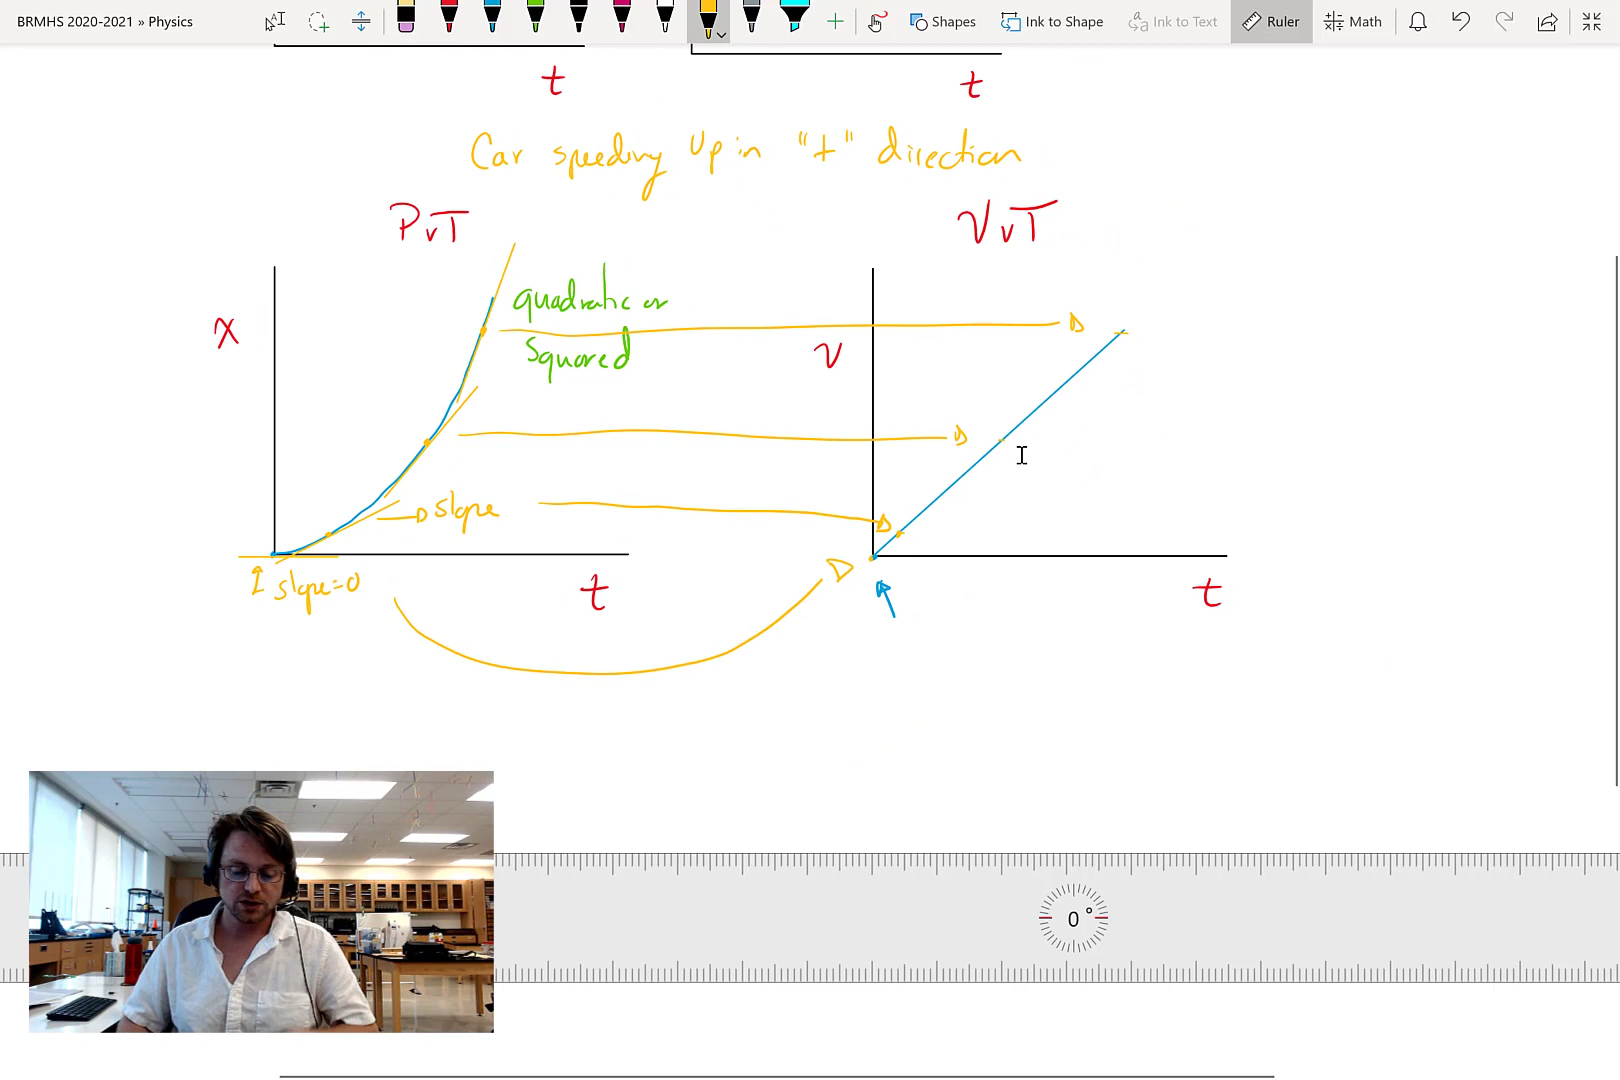 BRMHS 2020-2021 » Physics
Shapes
Ink to Shape
Ink to Text
Ruler
Math
t
t
Car speeding up in "+" direction
PvT
VvT
quadratic or
squared
x
v
slope
slope=0
t
t
0°